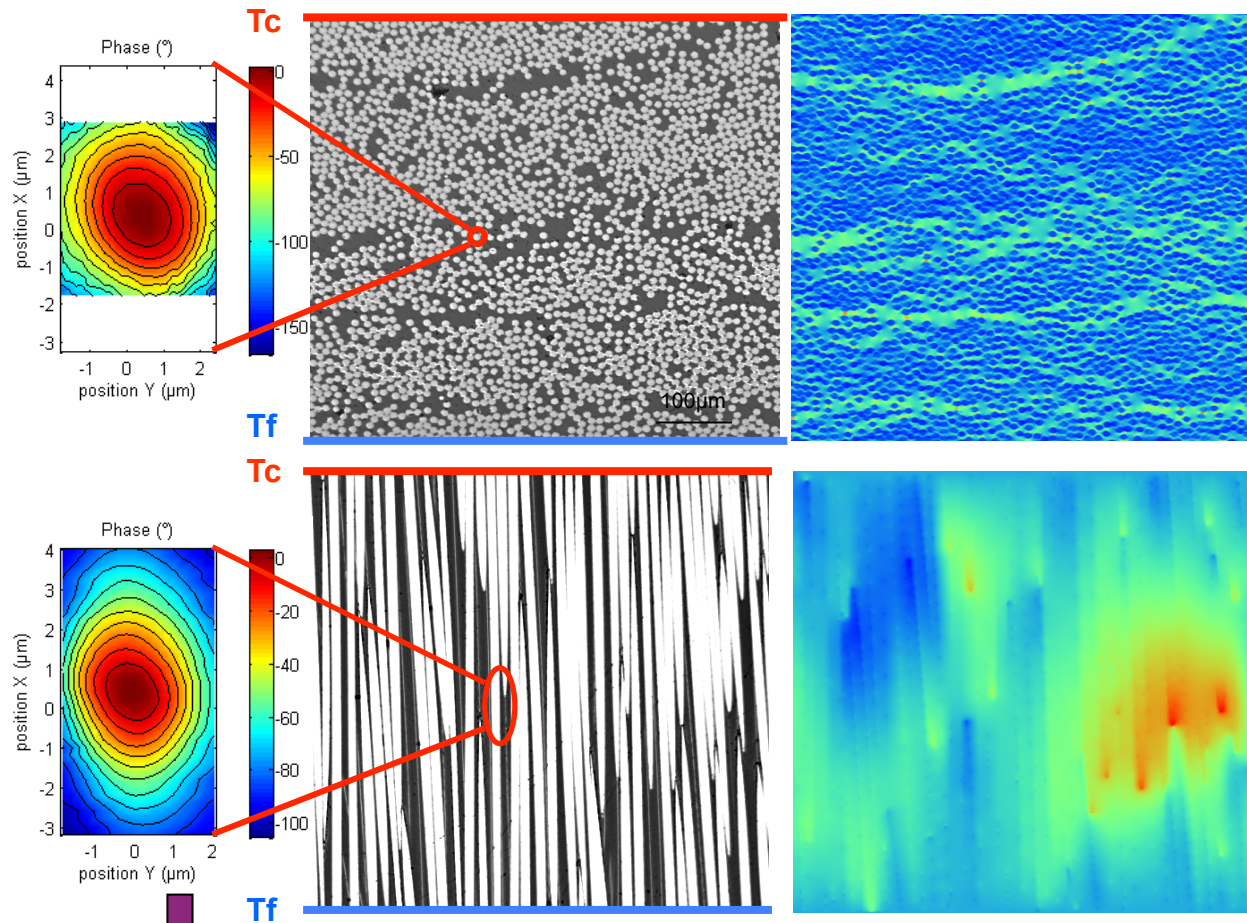 Tc
Phase (º)
4
3
2
1
0
-1
-2
-3
position X (µm)
-1 0 1 2
position Y (µm)
0
-50
-100
-150
100µm
Tf
Tc
Phase (º)
4
3
2
1
0
-1
-2
-3
position X (µm)
-1 0 1 2
position Y (µm)
0
-20
-40
-60
-80
-100
Tf